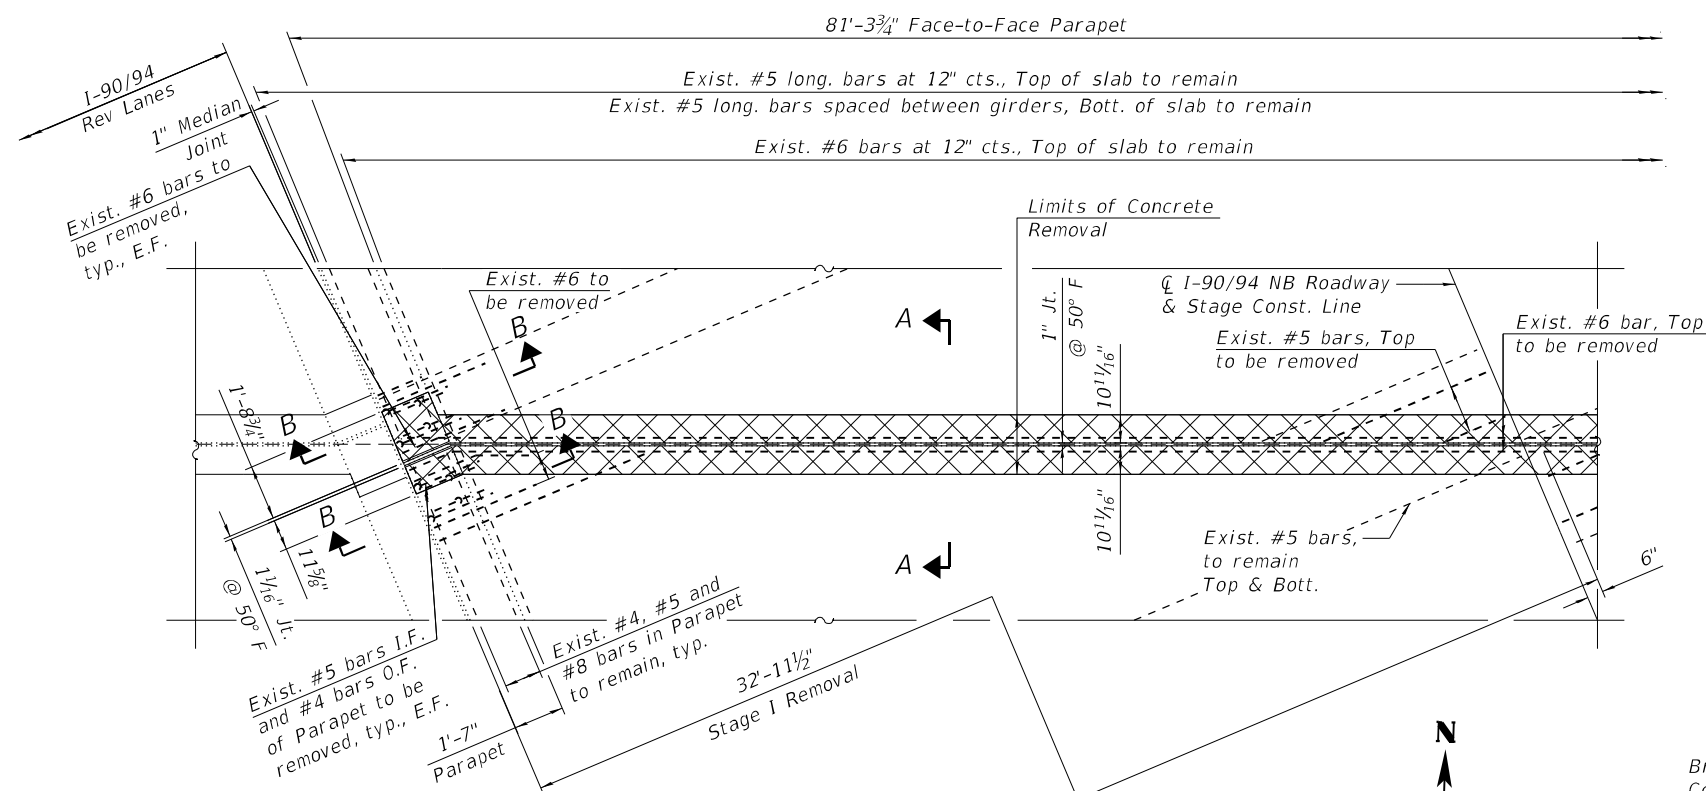 81'-3¾" Face-to-Face Parapet
I-90/94
Rev Lanes
Exist. #5 long. bars at 12" cts., Top of slab to remain
Exist. #5 long. bars spaced between girders, Bott. of slab to remain
1" Median
Joint
Exist. #6 bars at 12" cts., Top of slab to remain
Exist. #6 bars to
be removed,
typ., E.F.
Limits of Concrete
Removal
Exist. #6 to
be removed
℄ I-90/94 NB Roadway
& Stage Const. Line
1" Jt.
@ 50° F
A
B
Exist. #5 bars, Top
to be removed
Exist. #6 bar, Top
to be removed
10 11/16"
1'-8¾"
B
B
B
10 11/16"
11⅝"
1 1/16" Jt.
@ 50° F
A
Exist. #5 bars,
to remain
Top & Bott.
6"
Exist. #5 bars I.F.
and #4 bars O.F.
of Parapet to be
removed, typ., E.F.
Exist. #4, #5 and
#8 bars in Parapet
to remain, typ.
1'-7"
Parapet
32'-11½"
Stage I Removal
N